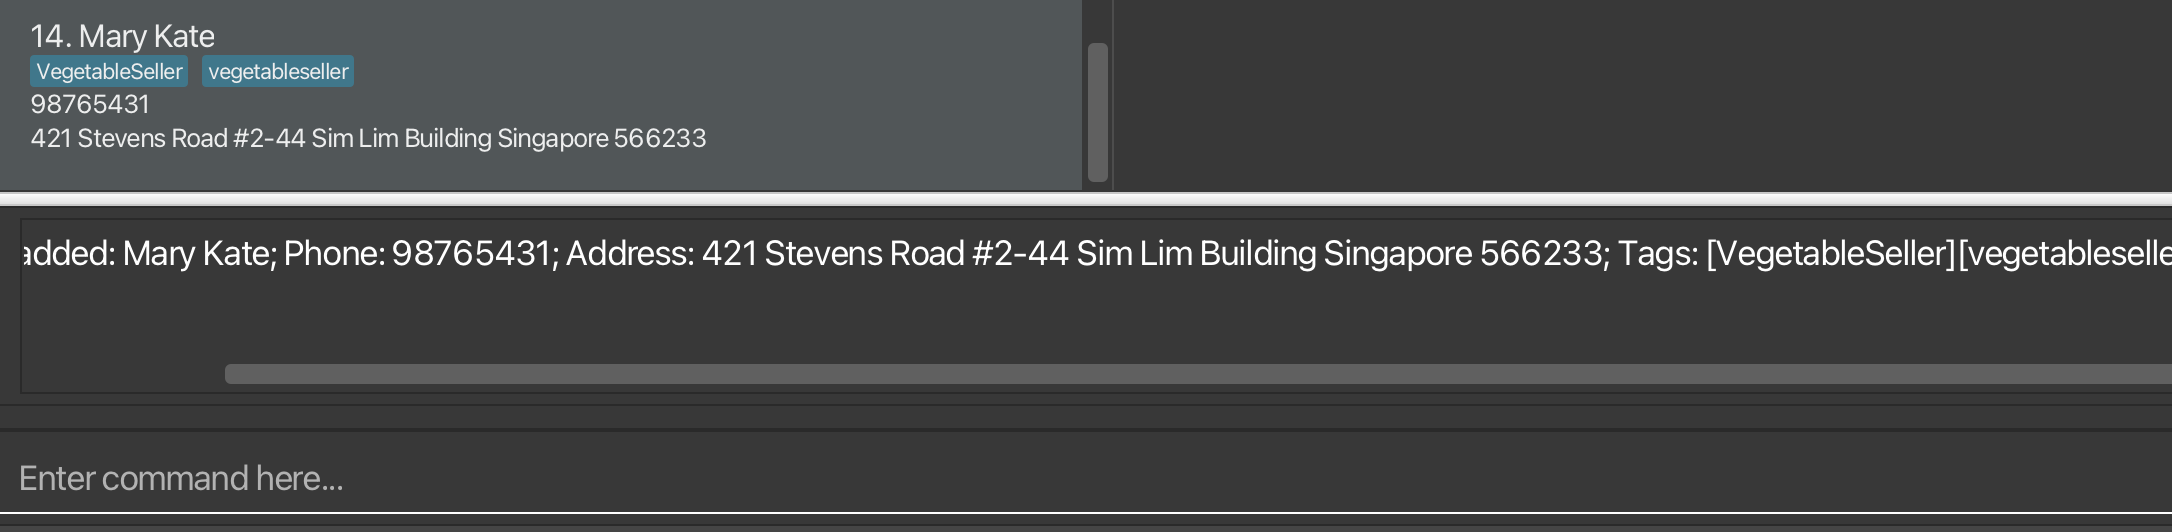 14. Mary Kate
VegetableSeller vegetableseller
98765431
421 Stevens Road #2-44 Sim Lim Building Singapore 566233
added: Mary Kate; Phone: 98765431; Address: 421 Stevens Road #2-44 Sim Lim Building Singapore 566233; Tags: [VegetableSeller][vegetableselle
Enter command here...